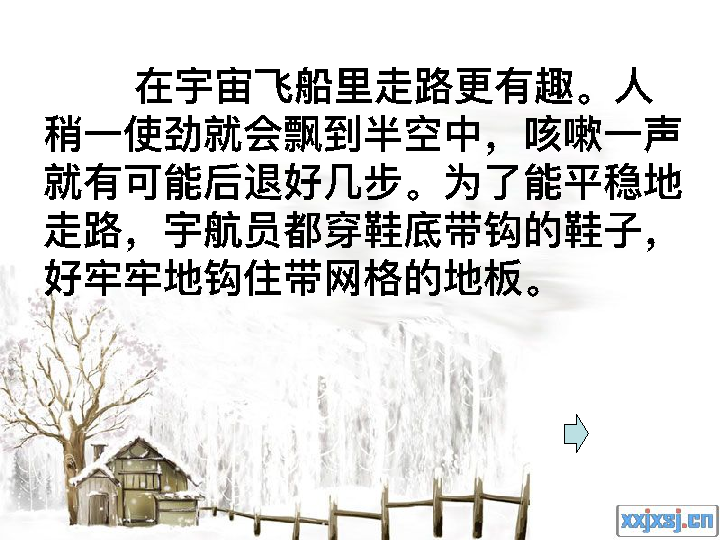 在宇宙飞船里走路更有趣。人
稍一使劲就会飘到半空中，咳嗽一声
就有可能后退好几步。为了能平稳地
走路，宇航员都穿鞋底带钩的鞋子，
好牢牢地钩住带网格的地板。
xxjxsj.cn